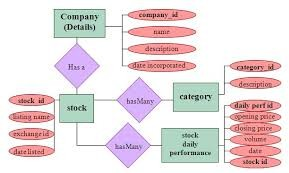 Company
(Details)
company_id
name
description
date incorporated
Has a
stock_id
listing name
exchange id
date listed
stock
hasMany
category
category_id
description
hasMany
stock
daily
performance
daily perf id
opening price
closing price
volume
date
stock id